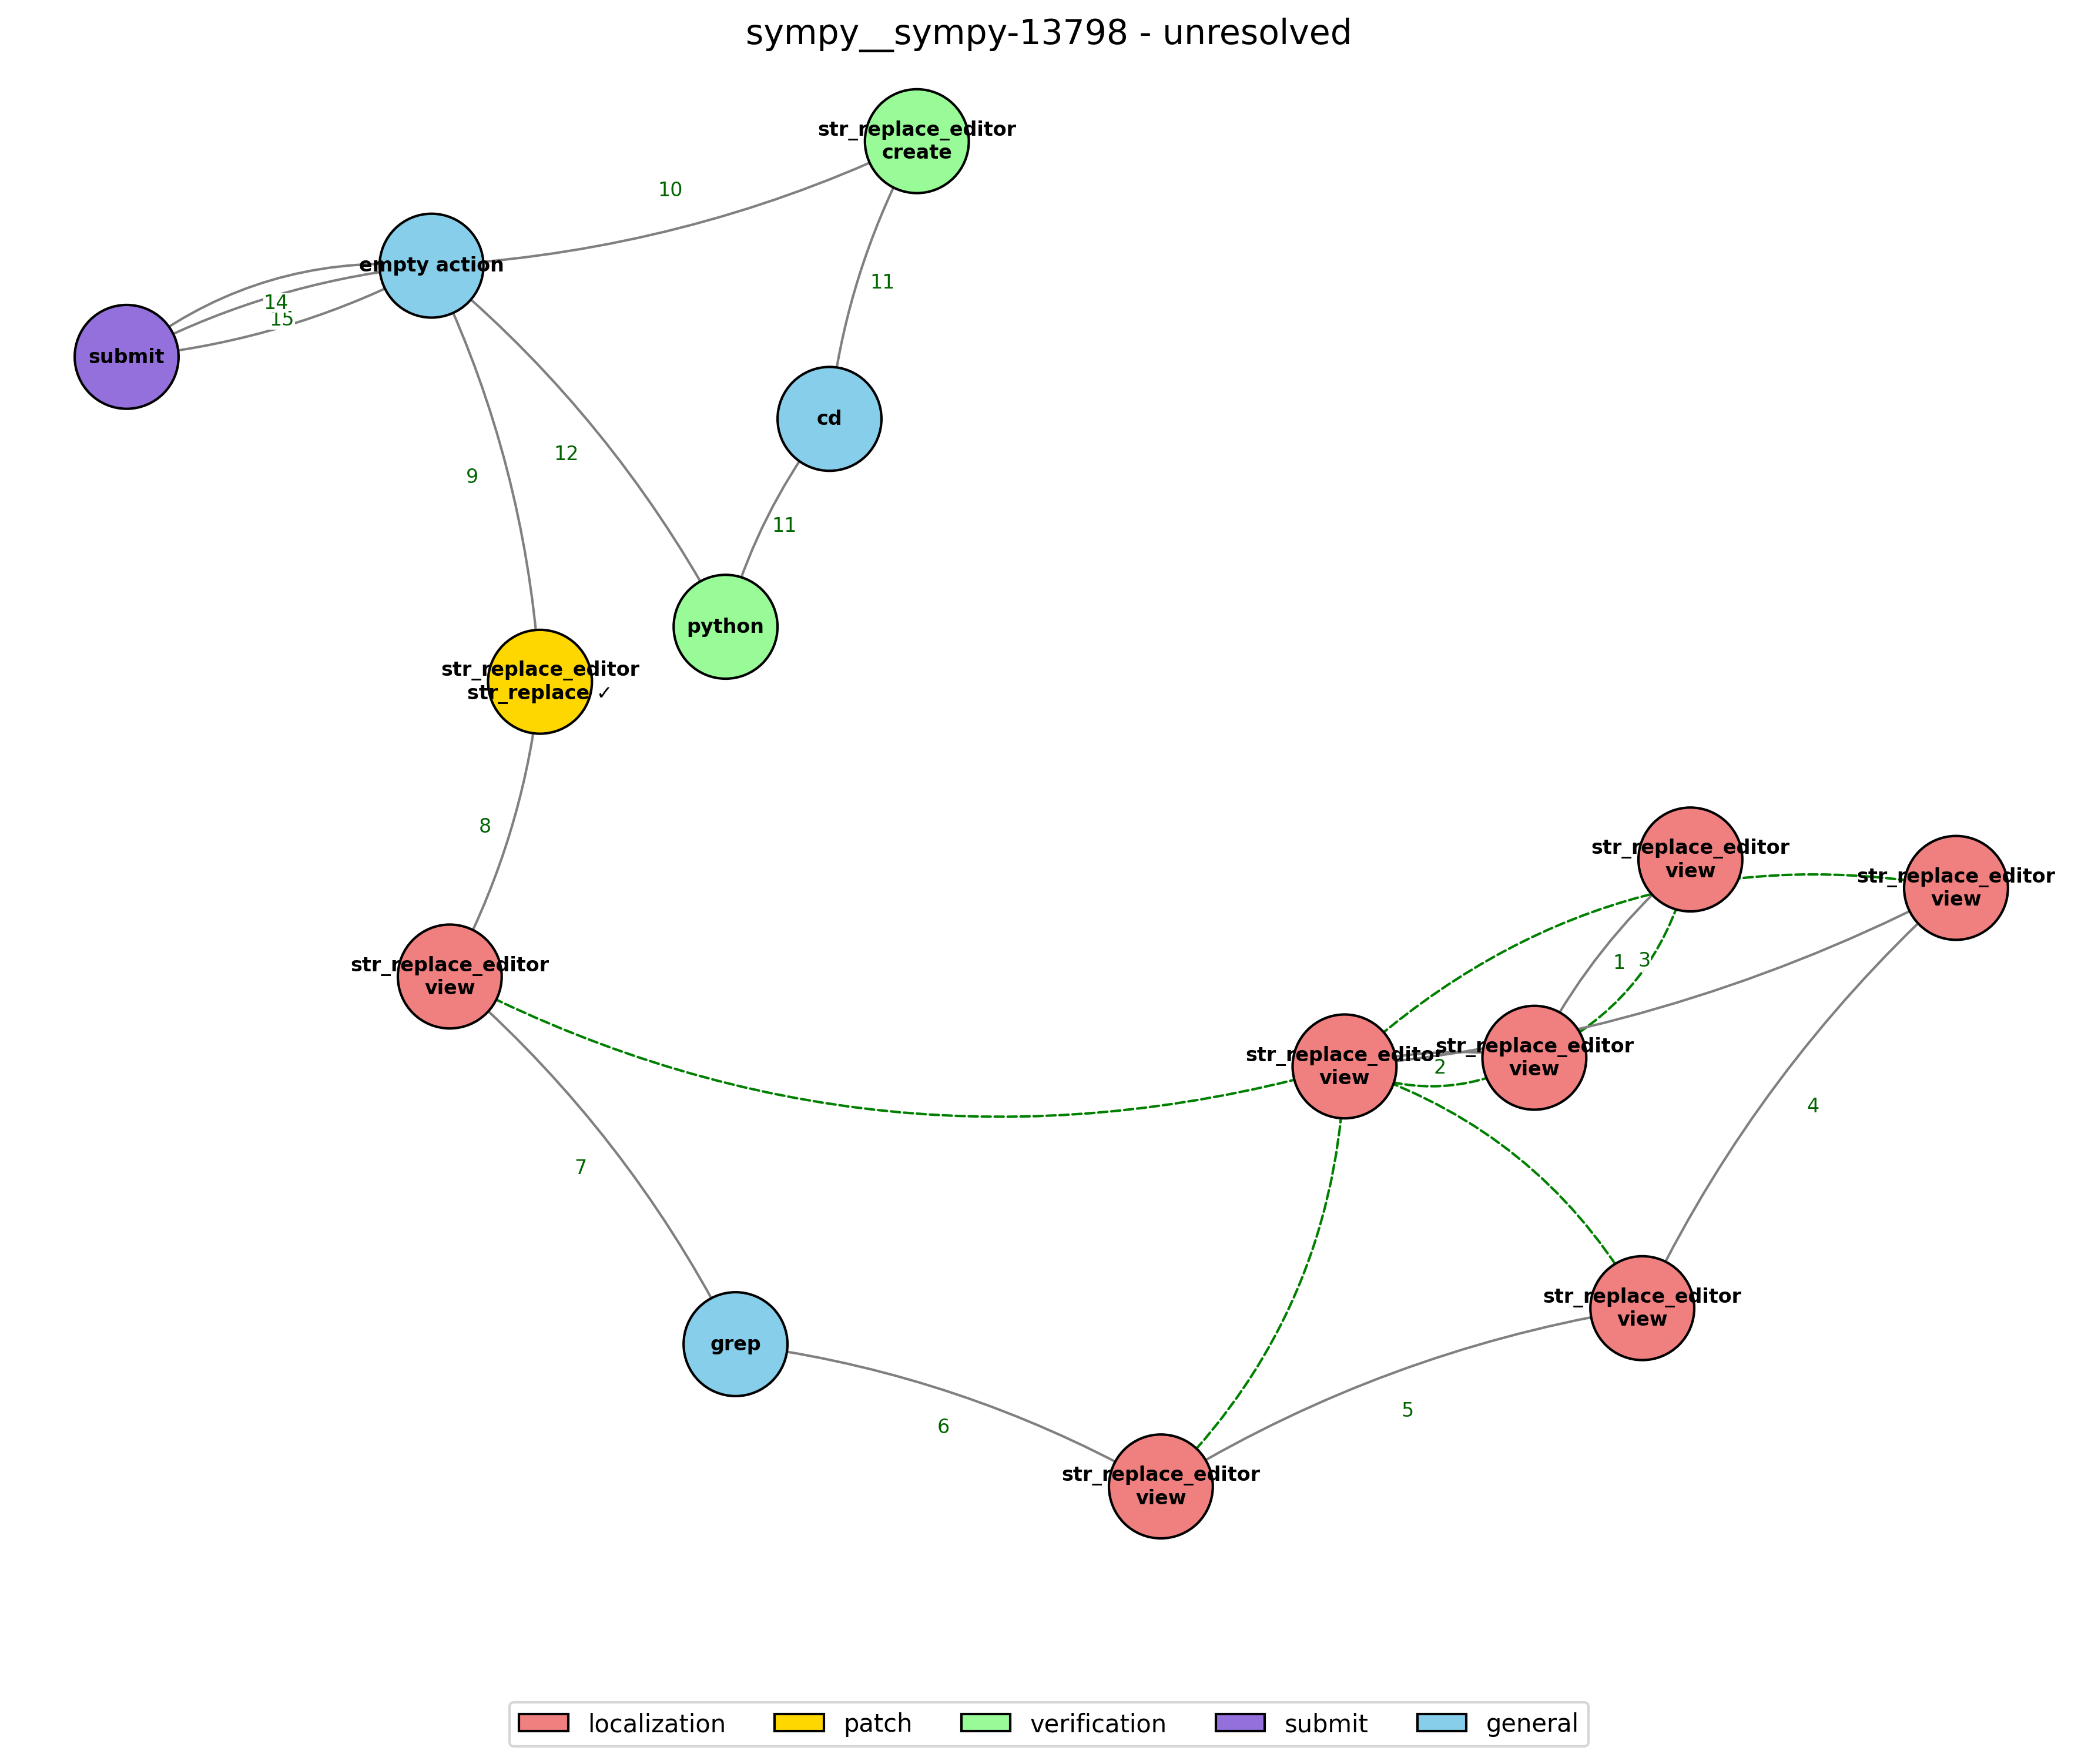 sympy__sympy-13798 - unresolved
str_replace_editor
create
10
empty action
11
14
15
submit
cd
9
12
11
python
str_replace_editor
str_replace ✓
8
str_replace_editor
view
str_replace_editor
view
str_replace_editor
view
1
3
str_replace_editor
view
2
str_replace_editor
view
4
7
str_replace_editor
view
grep
5
6
str_replace_editor
view
localization
patch
verification
submit
general